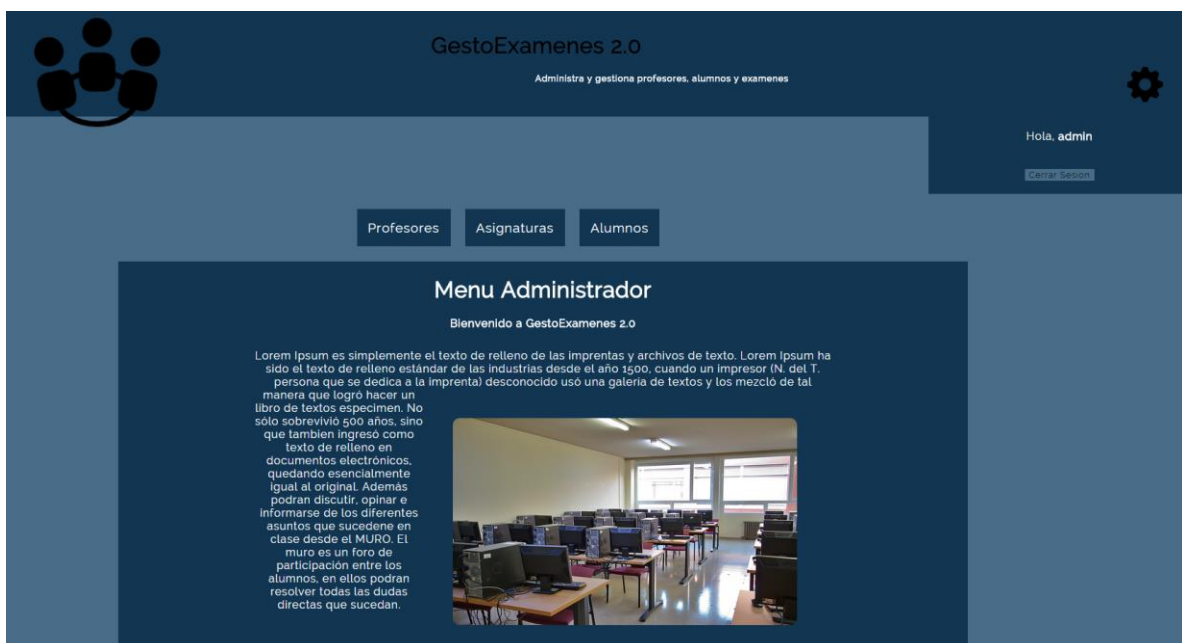 GestoExamenes 2.0
Administra y gestiona profesores, alumnos y examenes
Hola, admin
Cerrar Sesion
Profesores
Asignaturas
Alumnos
Menu Administrador
Bienvenido a GestoExamenes 2.0
Lorem Ipsum es simplemente el texto de relleno de las imprentas y archivos de texto. Lorem Ipsum ha
sido el texto de relleno estándar de las industrias desde el año 1500, cuando un impresor (N. del T.
persona que se dedica a la imprenta) desconocido usó una galería de textos y los mezcló de tal
manera que logró hacer un
libro de textos especimen. No
sólo sobrevivió 500 años, sino
que tambien ingresó como
texto de relleno en
documentos electrónicos,
quedando esencialmente
igual al original. Además
podran discutir, opinar e
informarse de los diferentes
asuntos que sucedene en
clase desde el MURO. El
muro es un foro de
participación entre los
alumnos, en ellos podran
resolver todas las dudas
directas que sucedan.